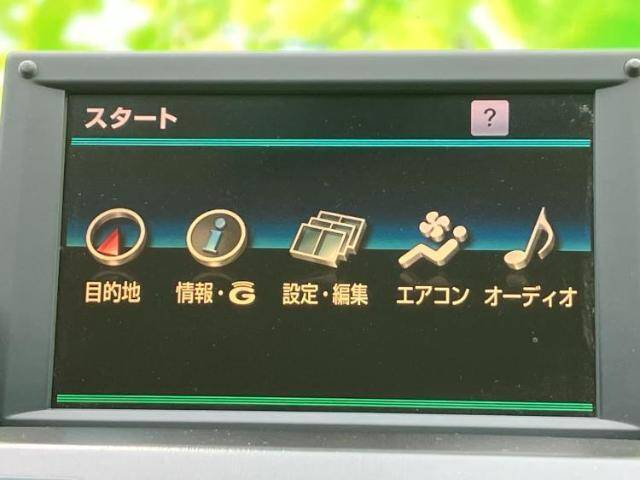 スタート
?
目的地
情報・G
設定・編集
エアコン
オーディオ